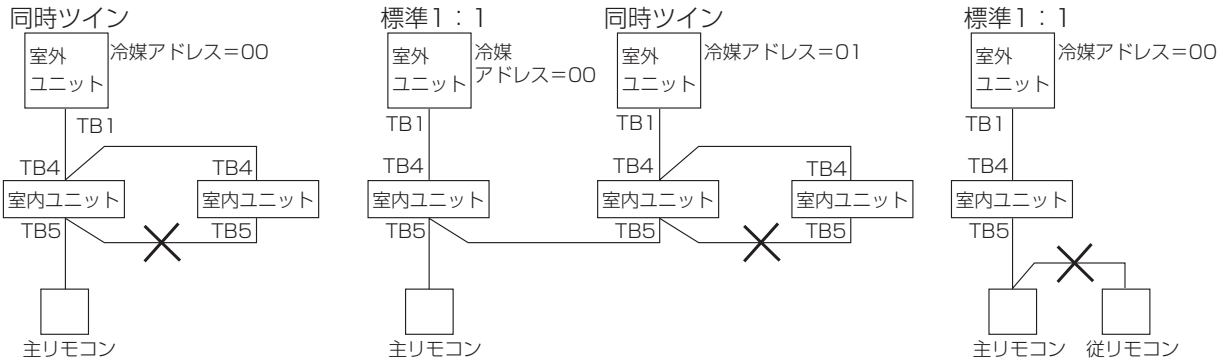 同時ツイン
室外
ユニット
冷媒アドレス=00
TB1
TB4
TB4
室内ユニット
室内ユニット
TB5
TB5
主リモコン
標準1：1
室外
ユニット
冷媒
アドレス=00
TB1
TB4
室内ユニット
TB5
主リモコン
同時ツイン
室外
ユニット
冷媒アドレス=01
TB1
TB4
TB4
室内ユニット
室内ユニット
TB5
TB5
標準1：1
室外
ユニット
冷媒アドレス=00
TB1
TB4
室内ユニット
TB5
主リモコン
従リモコン